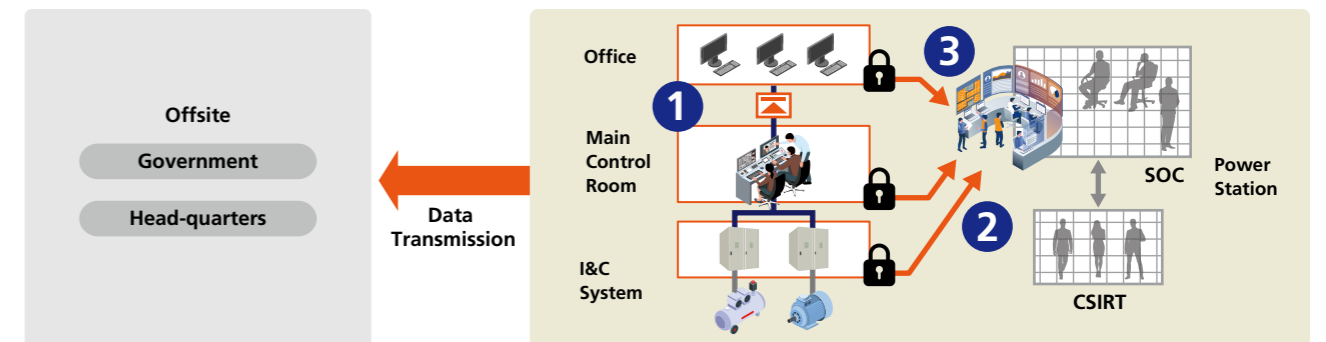 Offsite
Government
Head-quarters
Data
Transmission
Office
1
Main
Control
Room
I&C
System
3
2
SOC
CSIRT
Power
Station